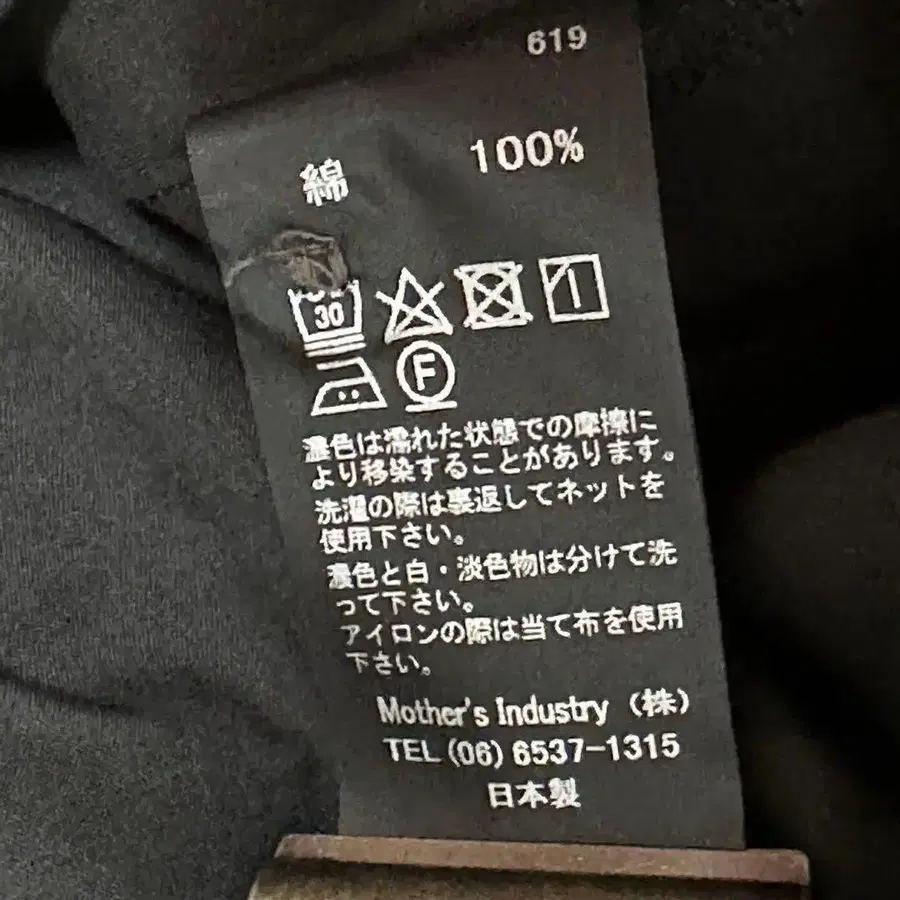 619
綿 100%
30
F
濃色は濡れた状態での摩擦に
より移染することがあります。
洗濯の際は裏返してネットを
使用下さい。
濃色と白・淡色物は分けて洗
って下さい。
アイロンの際は当て布を使用
下さい。
Mother's Industry (株)
TEL (06) 6537-1315
日本製